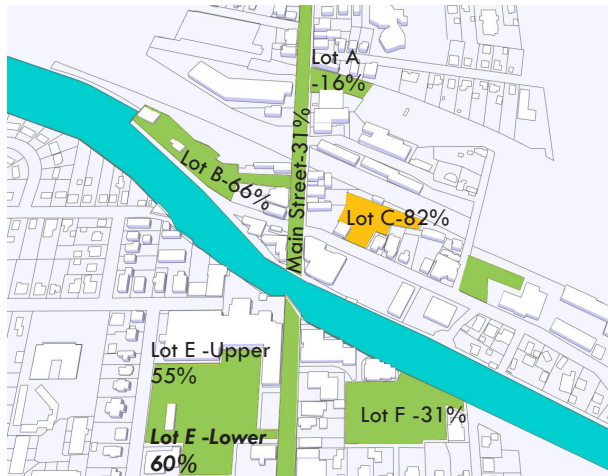 Lot A
-16%
Main Street-31%
Lot B-66%
Lot C-82%
Lot E -Upper
55%
Lot E -Lower
60%
Lot F -31%